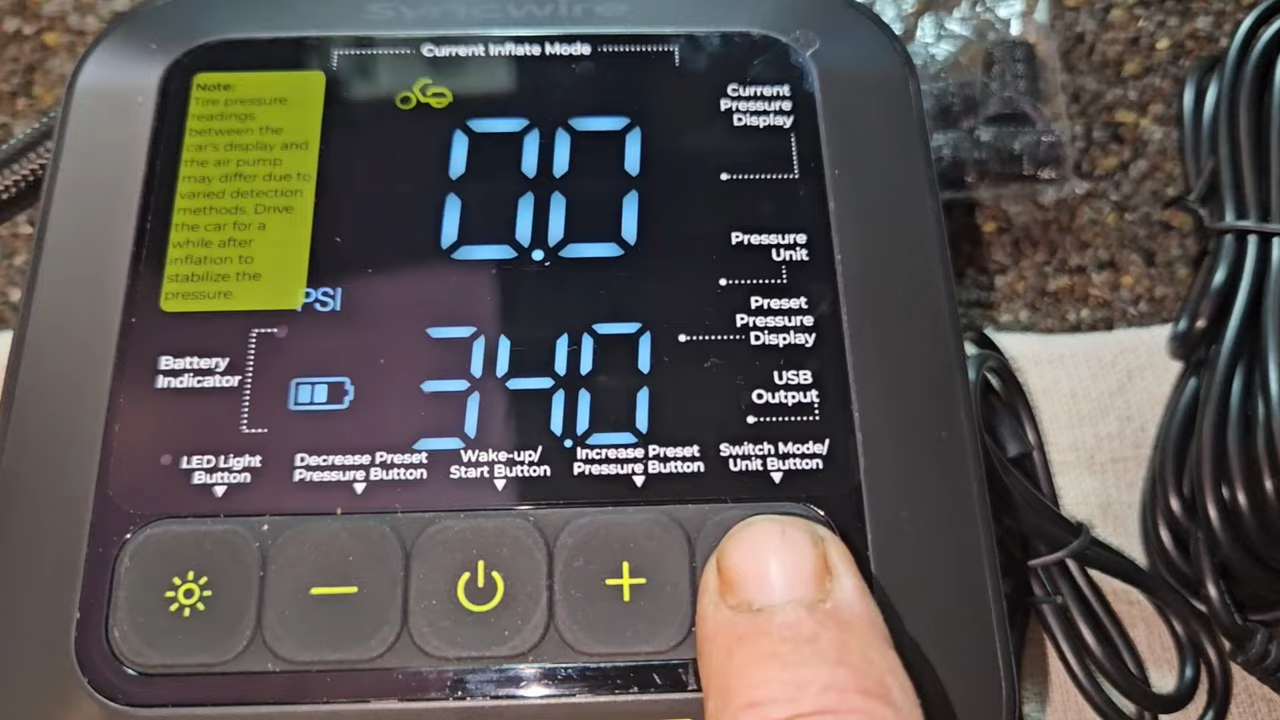 Syncwire
Current Inflate Mode
Note:
Tire pressure
readings
between the
car's display and
the air pump
may differ due to
varied detection
methods. Drive
the car for a
while after
inflation to
stabilize the
pressure.
Current
Pressure
Display
0.0
Pressure
Unit
PSI
Preset
Pressure
Display
34.0
Battery
Indicator
USB
Output
LED Light
Button
Decrease Preset
Pressure Button
Wake-up/
Start Button
Increase Preset
Pressure Button
Switch Mode/
Unit Button